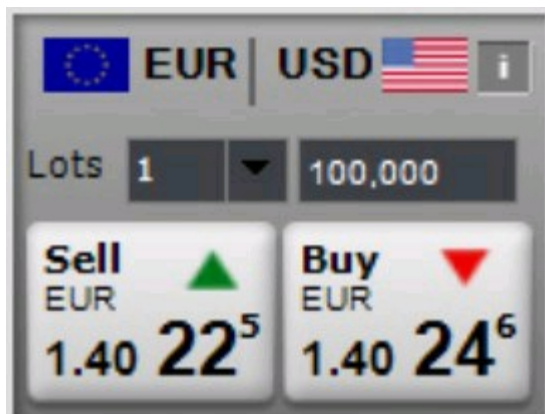 EUR | USD i
Lots 1 100,000
Sell
EUR
1.40 22⁵
Buy
EUR
1.40 24⁶